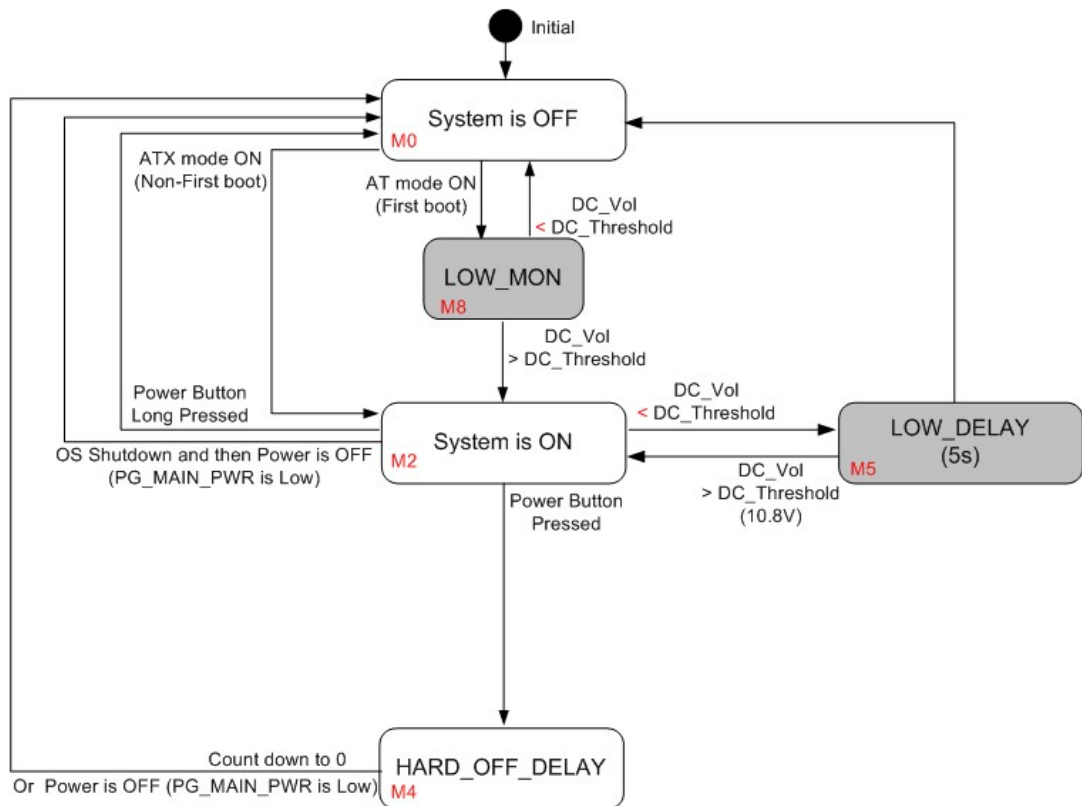 Initial
System is OFF
M0
ATX mode ON
(Non-First boot)
AT mode ON
(First boot)
DC_Vol
< DC_Threshold
LOW_MON
M8
DC_Vol
> DC_Threshold
Power Button
Long Pressed
DC_Vol
< DC_Threshold
System is ON
M2
LOW_DELAY
(5s)
M5
OS Shutdown and then Power is OFF
(PG_MAIN_PWR is Low)
DC_Vol
> DC_Threshold
(10.8V)
Power Button
Pressed
Count down to 0
Or Power is OFF (PG_MAIN_PWR is Low)
HARD_OFF_DELAY
M4